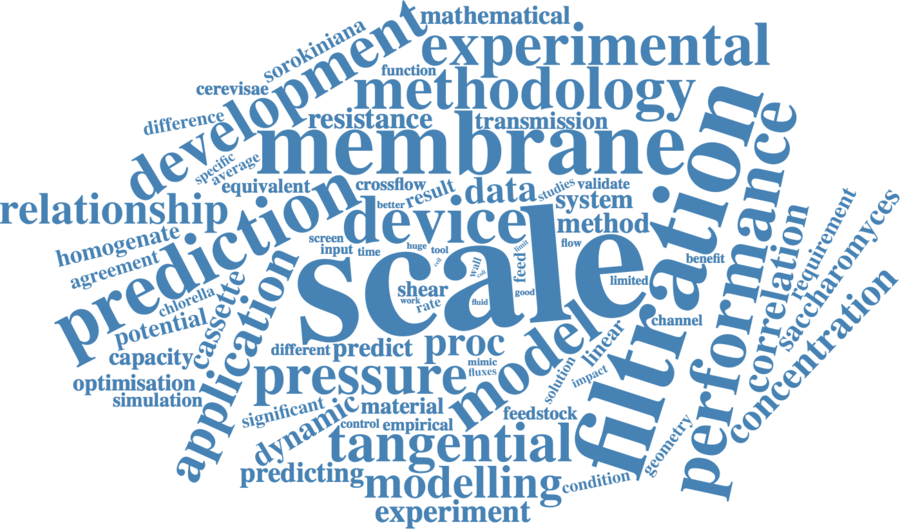 mathematical
experimental
sorokiniana
development
function
cerevisae
methodology
difference
resistance
transmission
membrane
specific
average
equivalent
crossflow
better
result
data
studies
validate
system
relationship
prediction
device
method
filtration
performance
homogenate
agreement
chlorella
potential
cassette
application
screen
input
time
huge
tool
coli
wall
coli
feed
limit
flow
scale
benefit
limited
shear
work
rate
fluid
good
correlation
requirement
saccharomyces
concentration
channel
capacity
optimisation
simulation
different
predict
proc
model
linear
mimic
fluxes
solution
impact
pressure
significant
dynamic
material
control
empirical
feedstock
tangential
geometry
condition
predicting
modelling
experiment